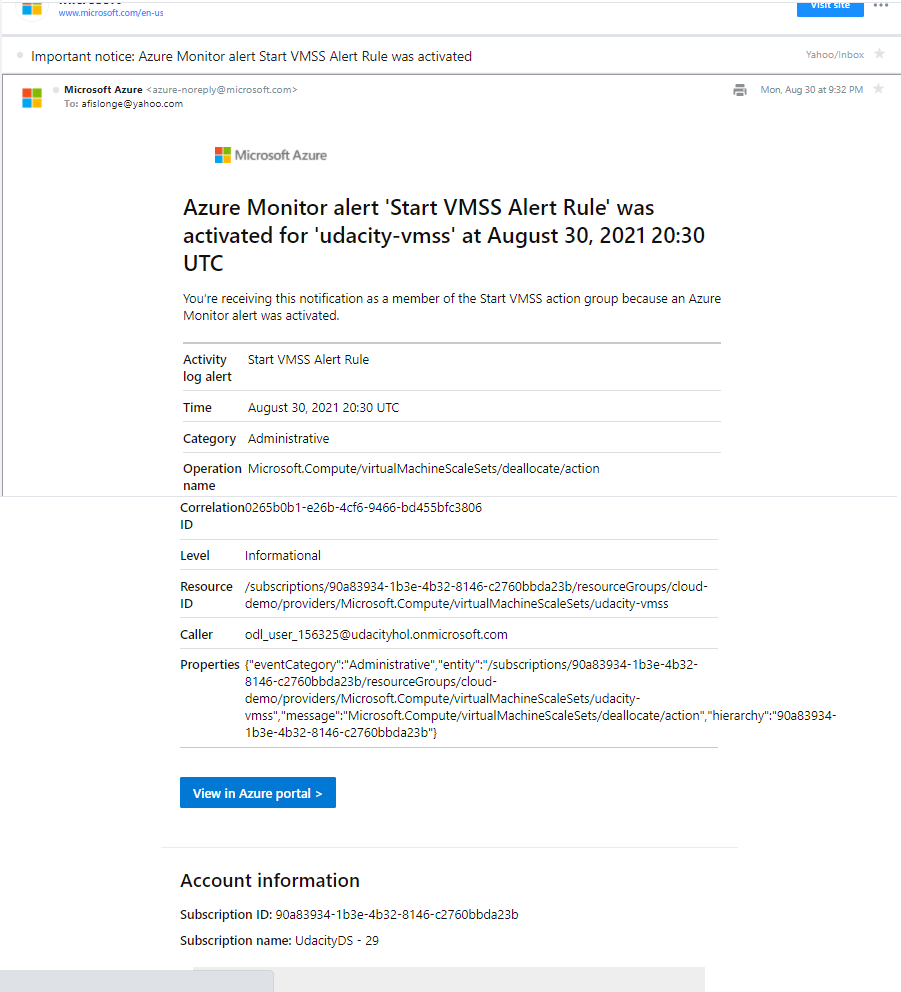 www.microsoft.com/en-us
Visit site
Important notice: Azure Monitor alert Start VMSS Alert Rule was activated
Yahoo/Inbox
Microsoft Azure <azure-noreply@microsoft.com>
Mon, Aug 30 at 9:32 PM
To: afislonge@yahoo.com
Microsoft Azure
Azure Monitor alert 'Start VMSS Alert Rule' was
activated for 'udacity-vmss' at August 30, 2021 20:30
UTC
You're receiving this notification as a member of the Start VMSS action group because an Azure
Monitor alert was activated.
Activity Start VMSS Alert Rule
log alert
Time August 30, 2021 20:30 UTC
Category Administrative
Operation Microsoft.Compute/virtualMachineScaleSets/deallocate/action
name
Correlation0265b0b1-e26b-4cf6-9466-bd455bfc3806
ID
Level Informational
Resource /subscriptions/90a83934-1b3e-4b32-8146-c2760bbda23b/resourceGroups/cloud-
ID demo/providers/Microsoft.Compute/virtualMachineScaleSets/udacity-vmss
Caller odl_user_156325@udacityhol.onmicrosoft.com
Properties {"eventCategory":"Administrative","entity":"/subscriptions/90a83934-1b3e-4b32-
8146-c2760bbda23b/resourceGroups/cloud-
demo/providers/Microsoft.Compute/virtualMachineScaleSets/udacity-
vmss","message":"Microsoft.Compute/virtualMachineScaleSets/deallocate/action","hierarchy":"90a83934-
1b3e-4b32-8146-c2760bbda23b"}
View in Azure portal >
Account information
Subscription ID: 90a83934-1b3e-4b32-8146-c2760bbda23b
Subscription name: UdacityDS - 29